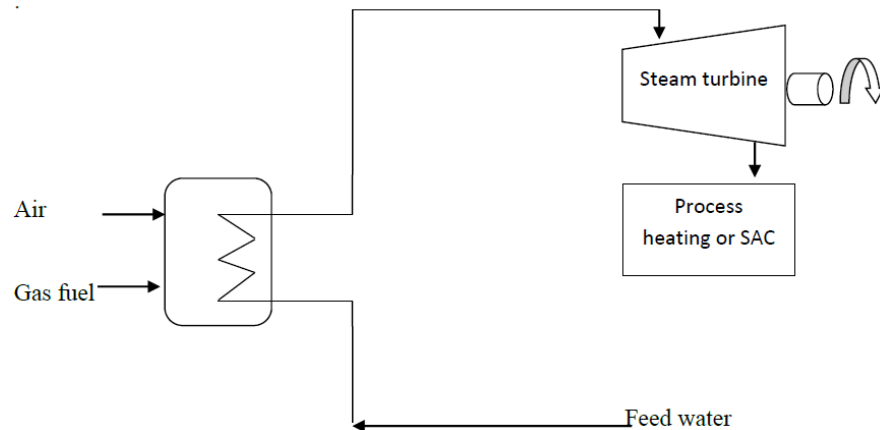 Steam turbine
Air
Process
heating or SAC
Gas fuel
Feed water